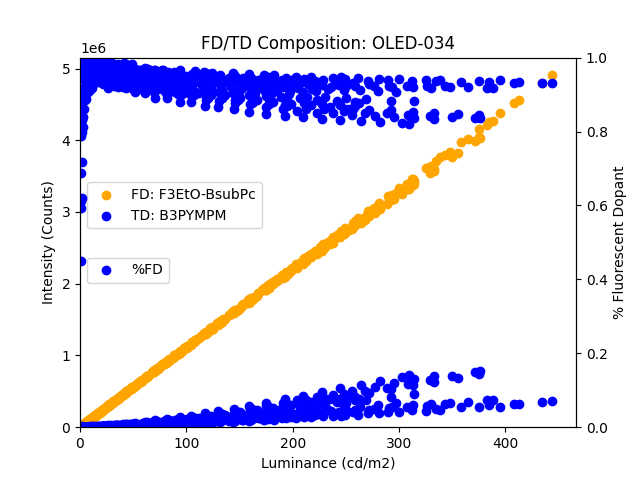 FD/TD Composition: OLED-034
1e6
5
4
3
2
1
0
Intensity (Counts)
FD: F3EtO-BsubPc
TD: B3PYMPM
%FD
1.0
0.8
0.6
0.4
0.2
0.0
% Fluorescent Dopant
0 100 200 300 400
Luminance (cd/m2)